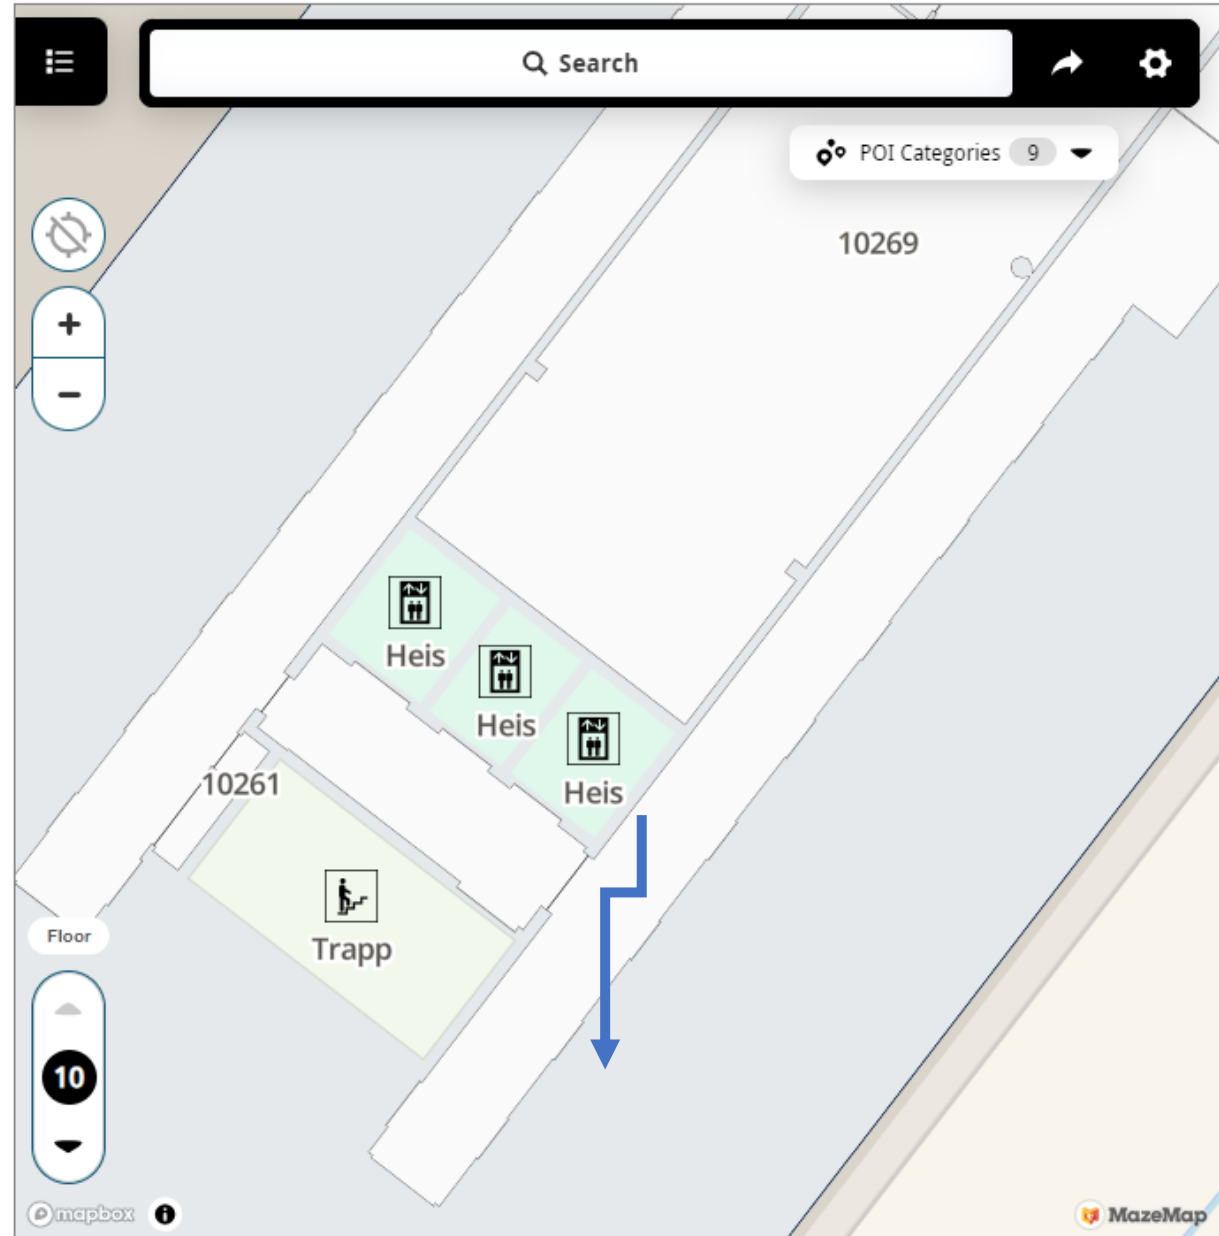 Search
POI Categories 9
10269
Heis
Heis
Heis
10261
Trapp
Floor
10
mapbox
MazeMap